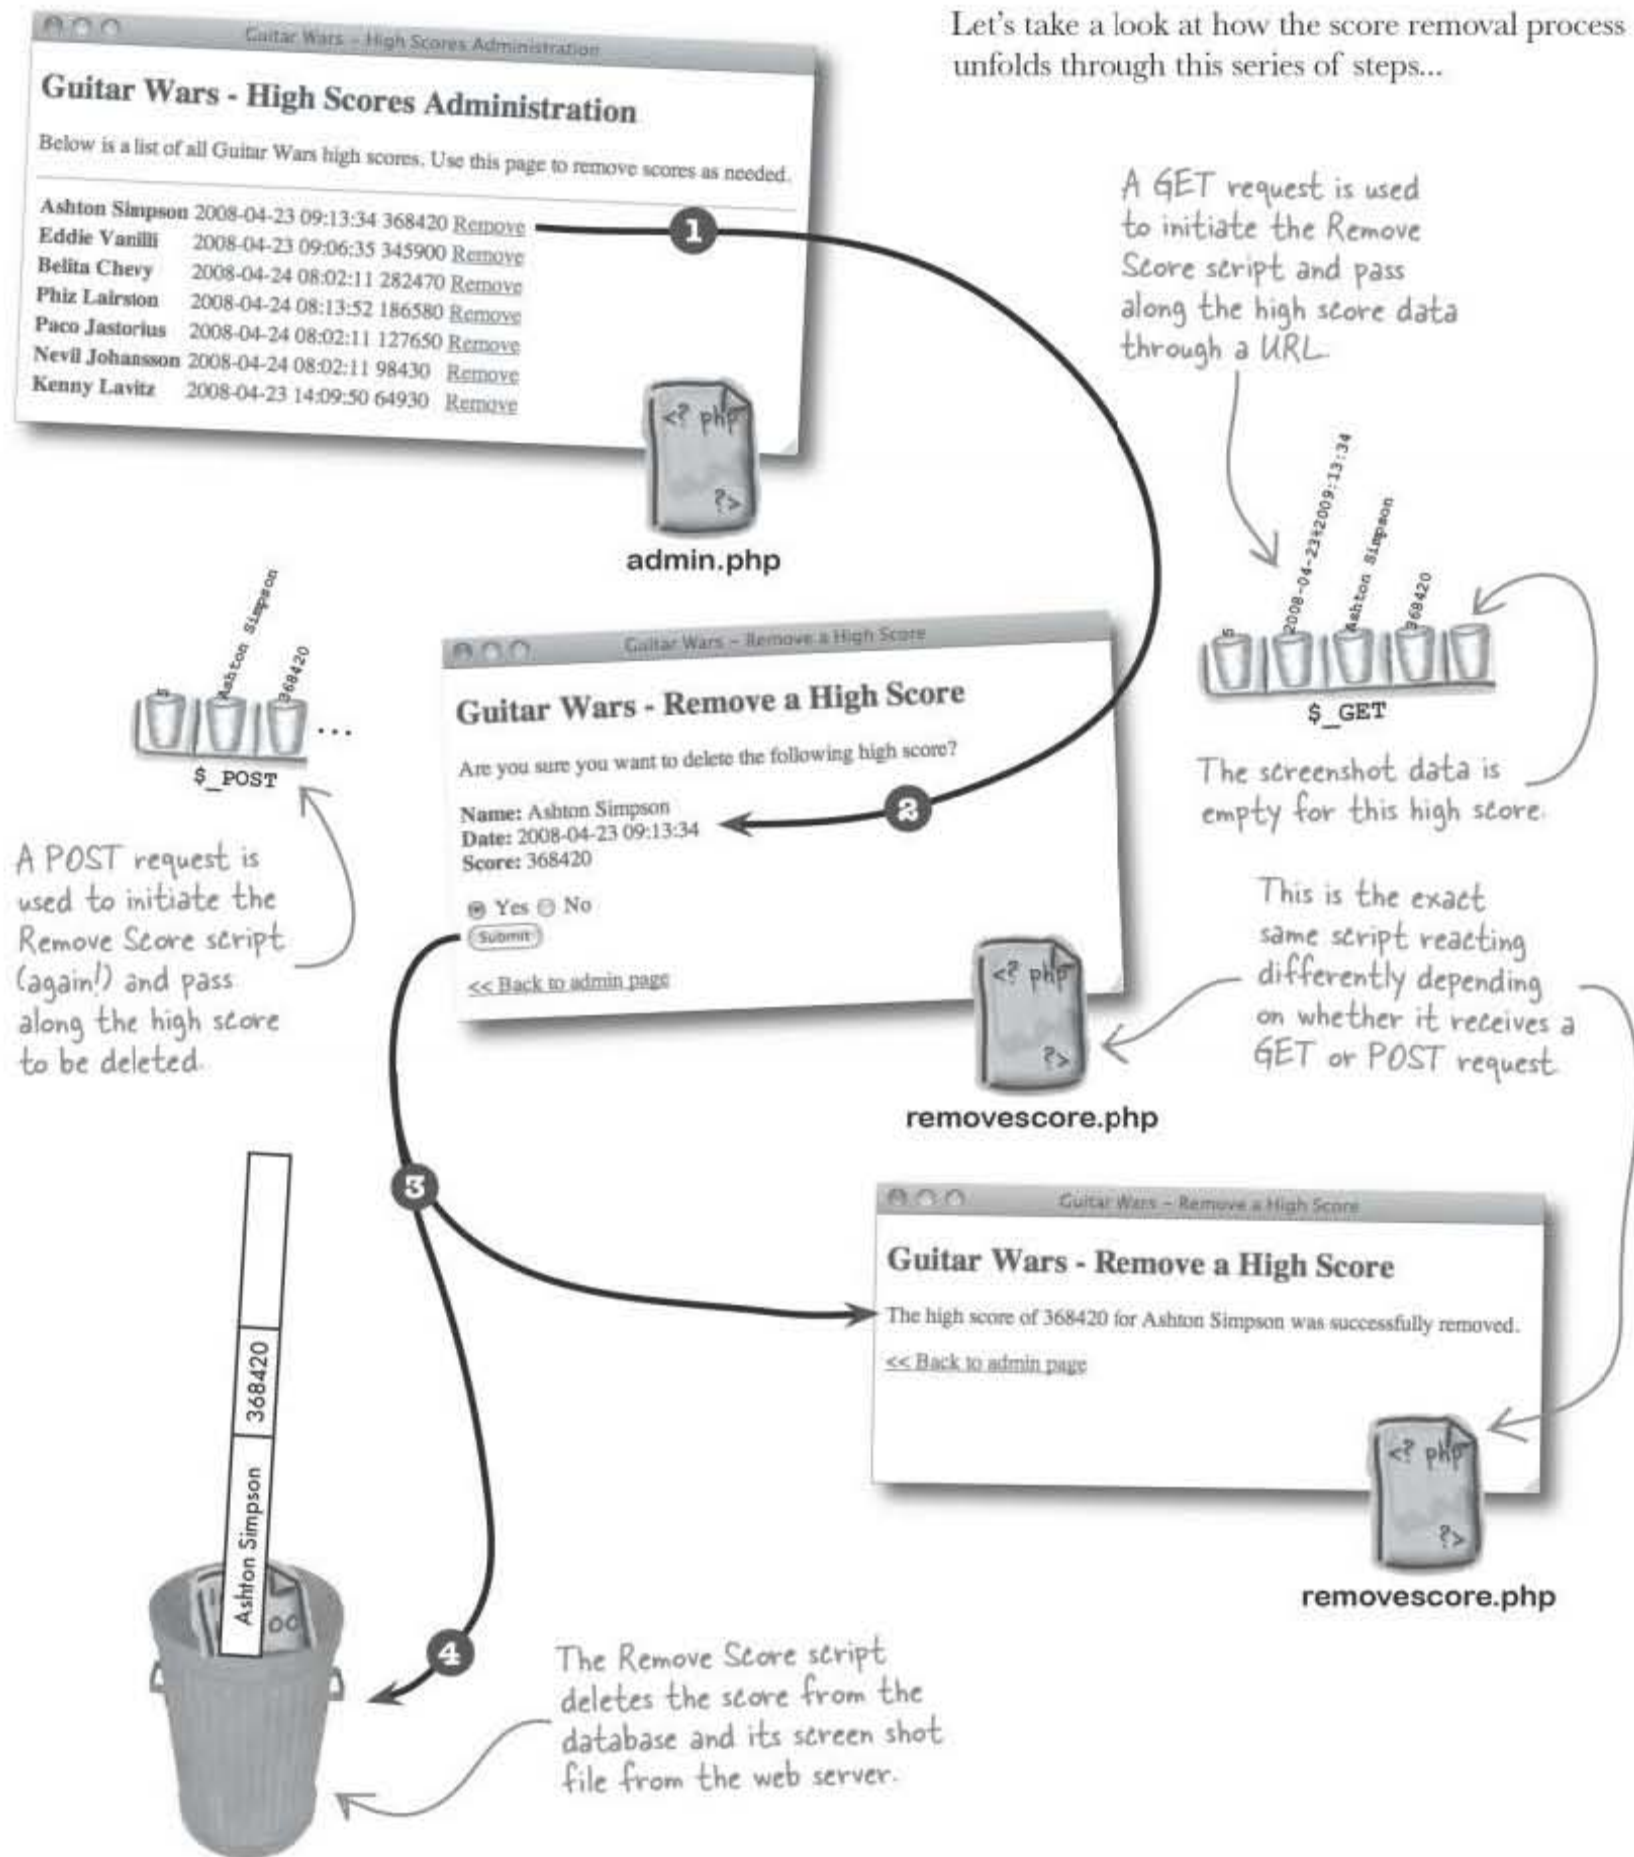 Let's take a look at how the score removal process
unfolds through this series of steps...
Guitar Wars - High Scores Administration
Guitar Wars - High Scores Administration
Below is a list of all Guitar Wars high scores. Use this page to remove scores as needed.
Ashton Simpson 2008-04-23 09:13:34 368420 Remove
Eddie Vanilli 2008-04-23 09:06:35 345900 Remove
Belita Chevy 2008-04-24 08:02:11 282470 Remove
Phiz Lairston 2008-04-24 08:13:52 186580 Remove
Paco Jastorius 2008-04-24 08:02:11 127650 Remove
Nevil Johansson 2008-04-24 08:02:11 98430 Remove
Kenny Lavitz 2008-04-23 14:09:50 64930 Remove
1
<? php
?>
admin.php
A GET request is used
to initiate the Remove
Score script and pass
along the high score data
through a URL.
5
2008-04-23%2009:13:34
Ashton Simpson
368420
$_GET
The screenshot data is
empty for this high score.
5
Ashton Simpson
368420
...
$_POST
A POST request is
used to initiate the
Remove Score script
(again!) and pass
along the high score
to be deleted.
Guitar Wars - Remove a High Score
Guitar Wars - Remove a High Score
Are you sure you want to delete the following high score?
Name: Ashton Simpson
Date: 2008-04-23 09:13:34
Score: 368420
2
Yes No
Submit
<< Back to admin page
<? php
?>
removescore.php
This is the exact
same script reacting
differently depending
on whether it receives a
GET or POST request.
3
Guitar Wars - Remove a High Score
Guitar Wars - Remove a High Score
The high score of 368420 for Ashton Simpson was successfully removed.
<< Back to admin page
<? php
?>
removescore.php
Ashton Simpson 368420
4
The Remove Score script
deletes the score from the
database and its screen shot
file from the web server.